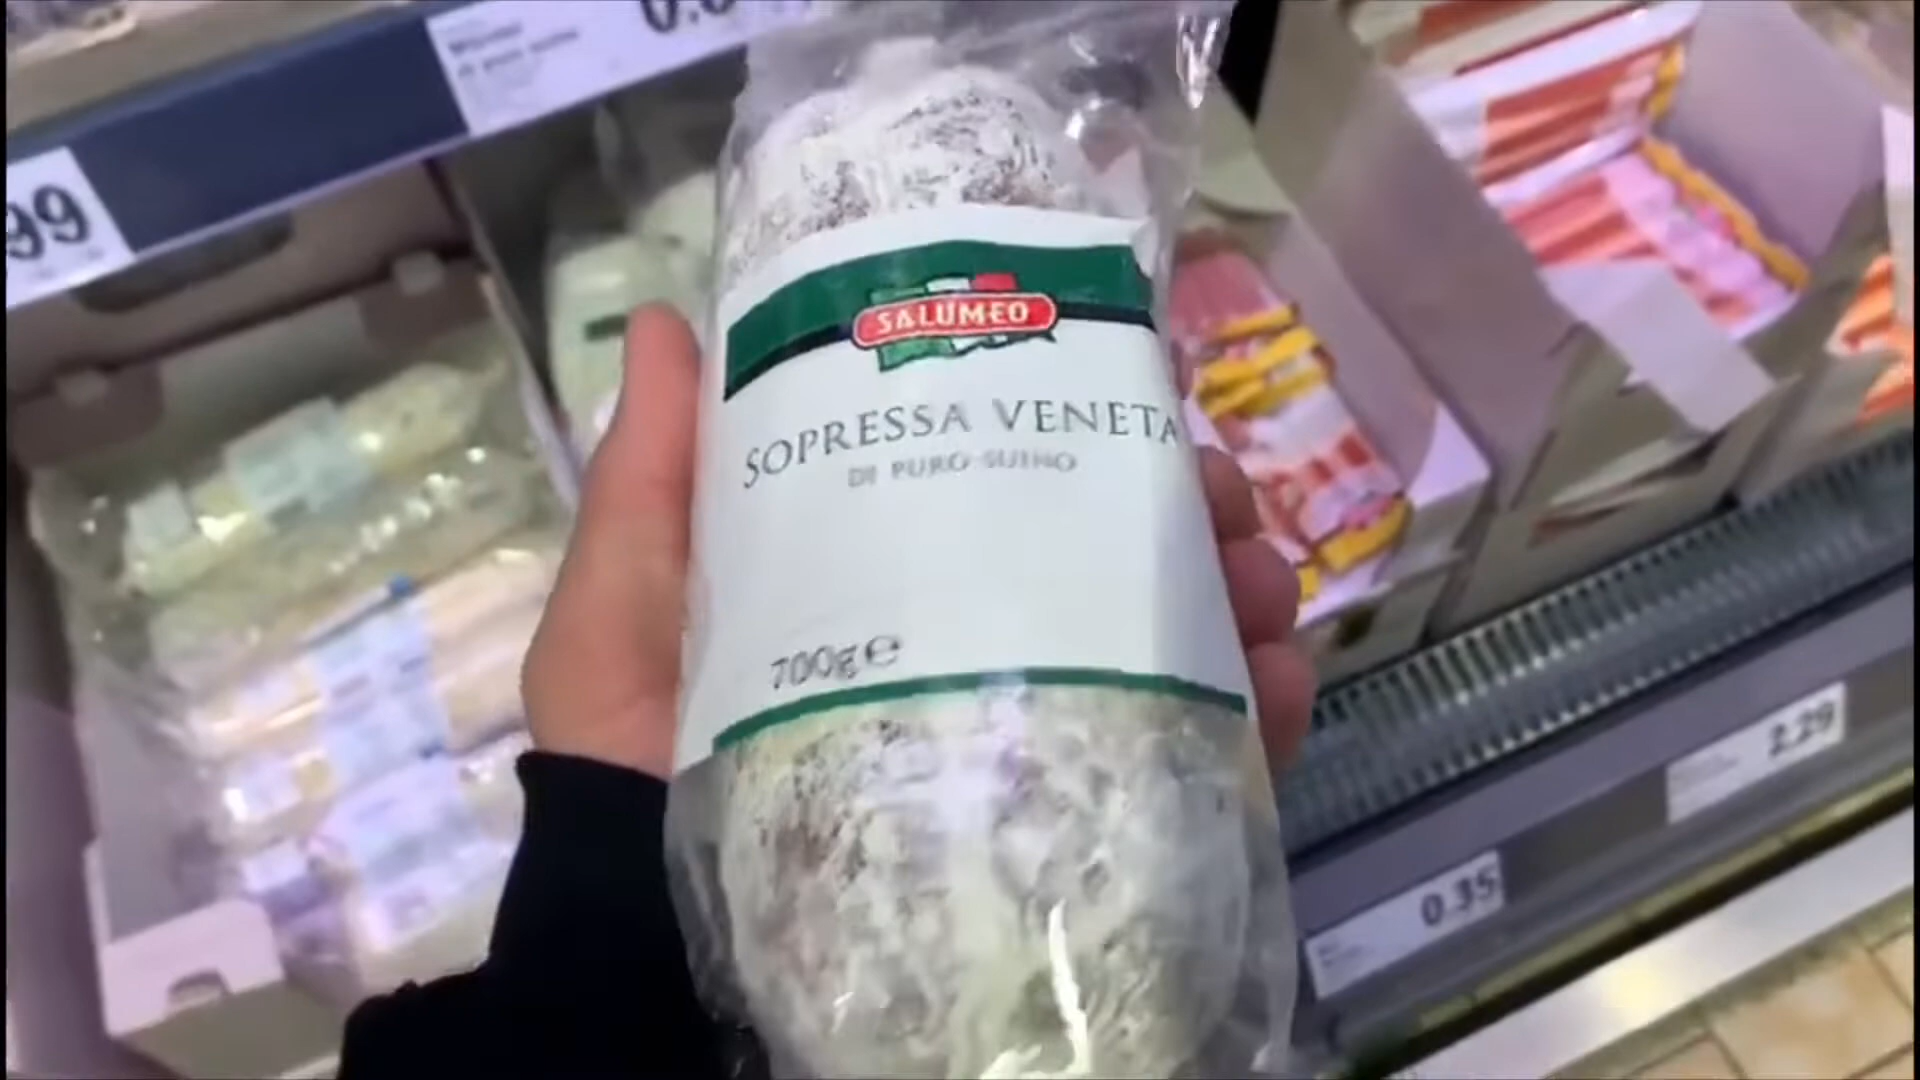 99
SALUMEO
SOPRESSA VENETA
DI PURO SUINO
700g e
2.29
0.35